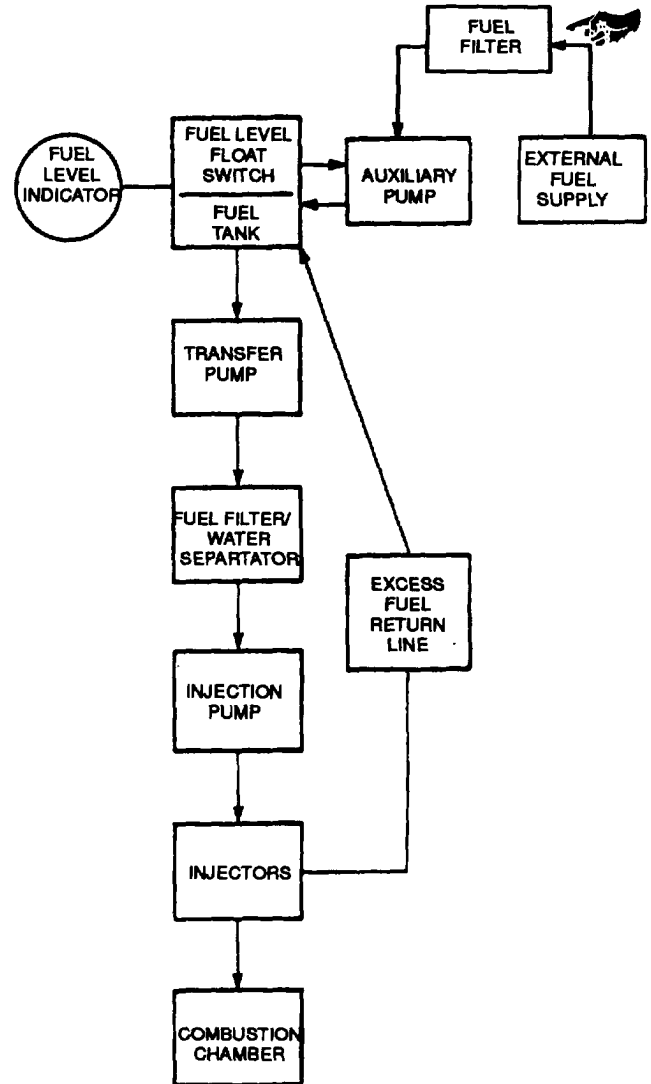 FUEL
FILTER
FUEL
LEVEL
INDICATOR
FUEL LEVEL
FLOAT
SWITCH
FUEL
TANK
AUXILIARY
PUMP
EXTERNAL
FUEL
SUPPLY
TRANSFER
PUMP
FUEL FILTER/
WATER
SEPARTATOR
EXCESS
FUEL
RETURN
LINE
INJECTION
PUMP
INJECTORS
COMBUSTION
CHAMBER